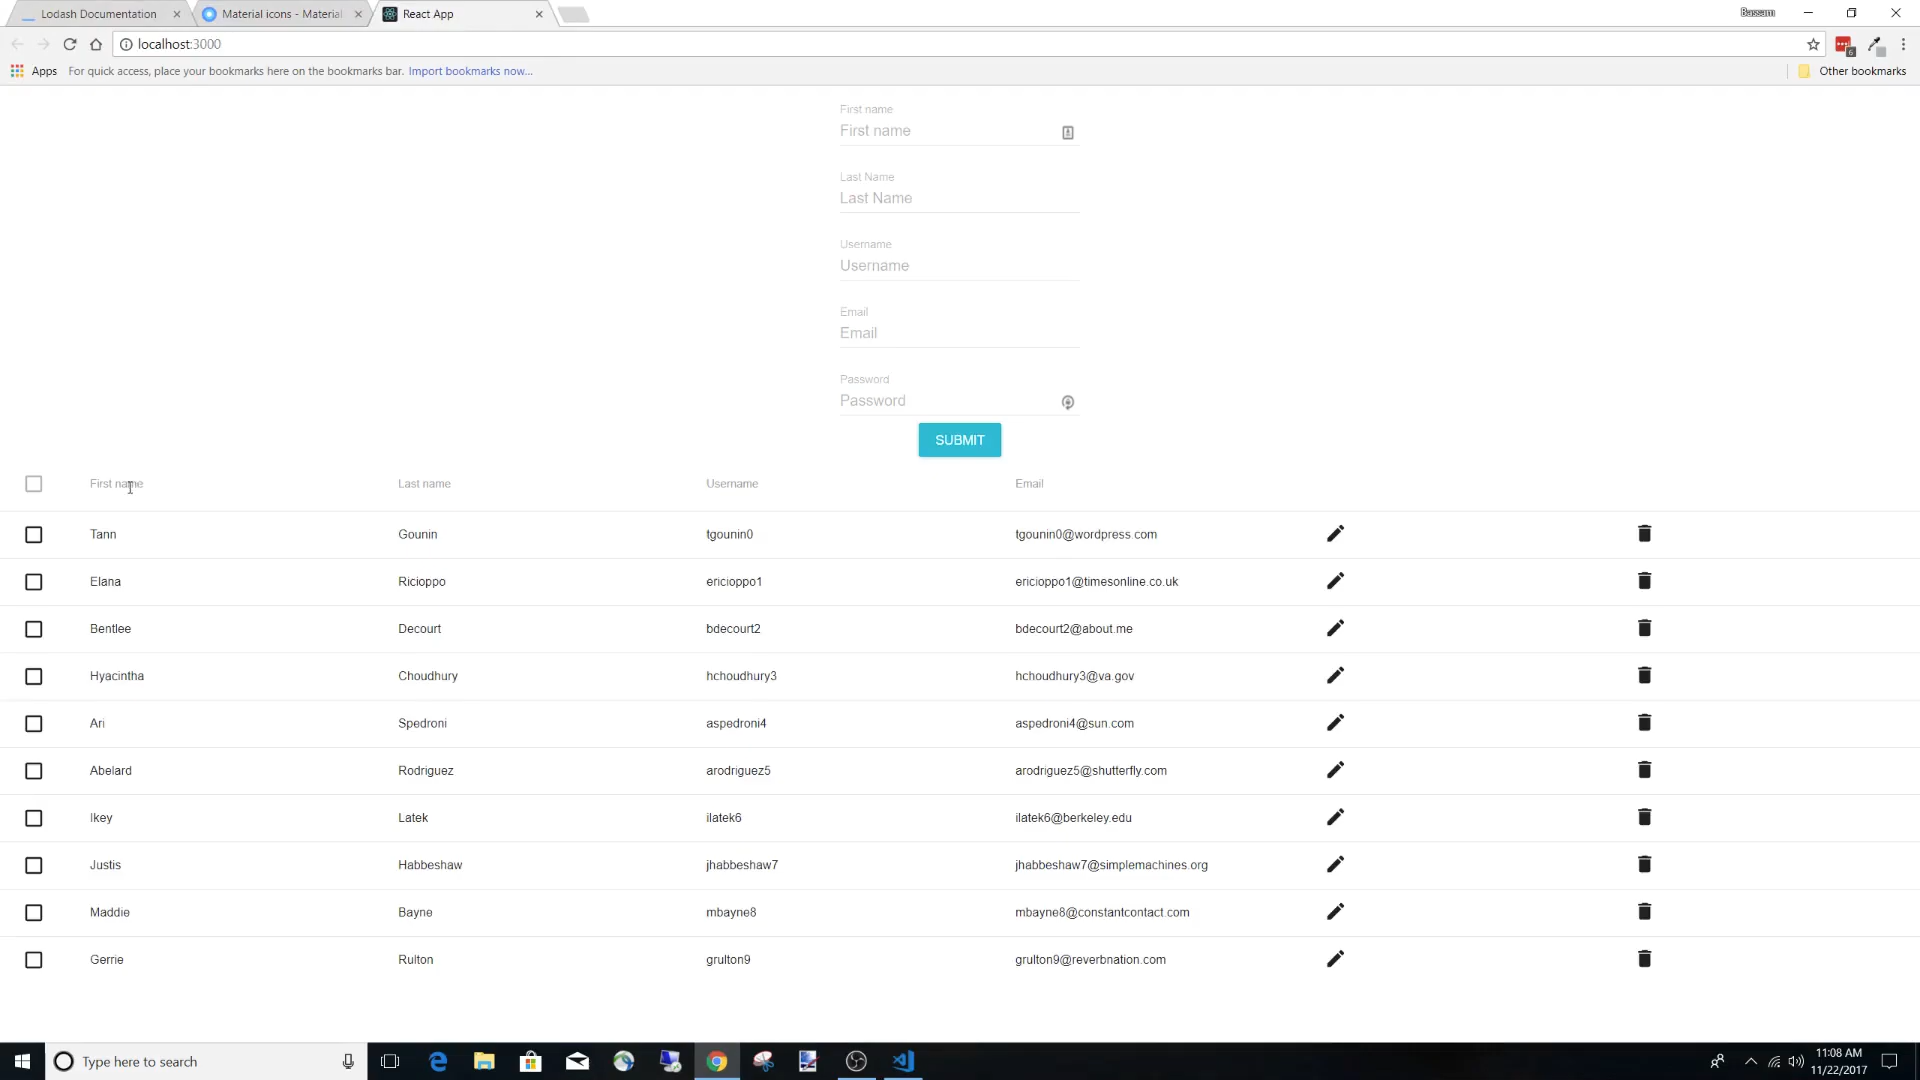 Lodash Documentation
Material icons - Material
React App
Bassam
localhost:3000
6
Apps For quick access, place your bookmarks here on the bookmarks bar. Import bookmarks now... Other bookmarks
First name
First name
Last Name
Last Name
Username
Username
Email
Email
Password
Password
SUBMIT
First name Last name Username Email
Tann Gounin tgounin0 tgounin0@wordpress.com
Elana Ricioppo ericioppo1 ericioppo1@timesonline.co.uk
Bentlee Decourt bdecourt2 bdecourt2@about.me
Hyacintha Choudhury hchoudhury3 hchoudhury3@va.gov
Ari Spedroni aspedroni4 aspedroni4@sun.com
Abelard Rodriguez arodriguez5 arodriguez5@shutterfly.com
Ikey Latek ilatek6 ilatek6@berkeley.edu
Justis Habbeshaw jhabbeshaw7 jhabbeshaw7@simplemachines.org
Maddie Bayne mbayne8 mbayne8@constantcontact.com
Gerrie Rulton grulton9 grulton9@reverbnation.com
Type here to search
11:08 AM
11/22/2017